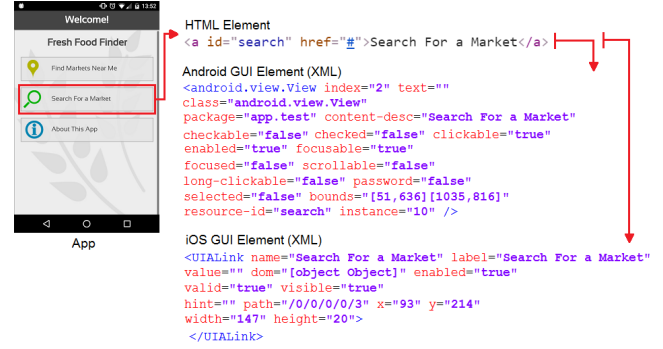 13:52
Welcome!
Fresh Food Finder
Find Markets Near Me
Search For a Market
About This App
App
HTML Element
<a id="search" href="#">Search For a Market</a>
Android GUI Element (XML)
<android.view.View index="2" text=""
class="android.view.View"
package="app.test" content-desc="Search For a Market"
checkable="false" checked="false" clickable="true"
enabled="true" focusable="true"
focused="false" scrollable="false"
long-clickable="false" password="false"
selected="false" bounds="[51,636][1035,816]"
resource-id="search" instance="10" />
iOS GUI Element (XML)
<UIALink name="Search For a Market" label="Search For a Market"
value="" dom="[object Object]" enabled="true"
valid="true" visible="true"
hint="" path="/0/0/0/0/3" x="93" y="214"
width="147" height="20">
</UIALink>